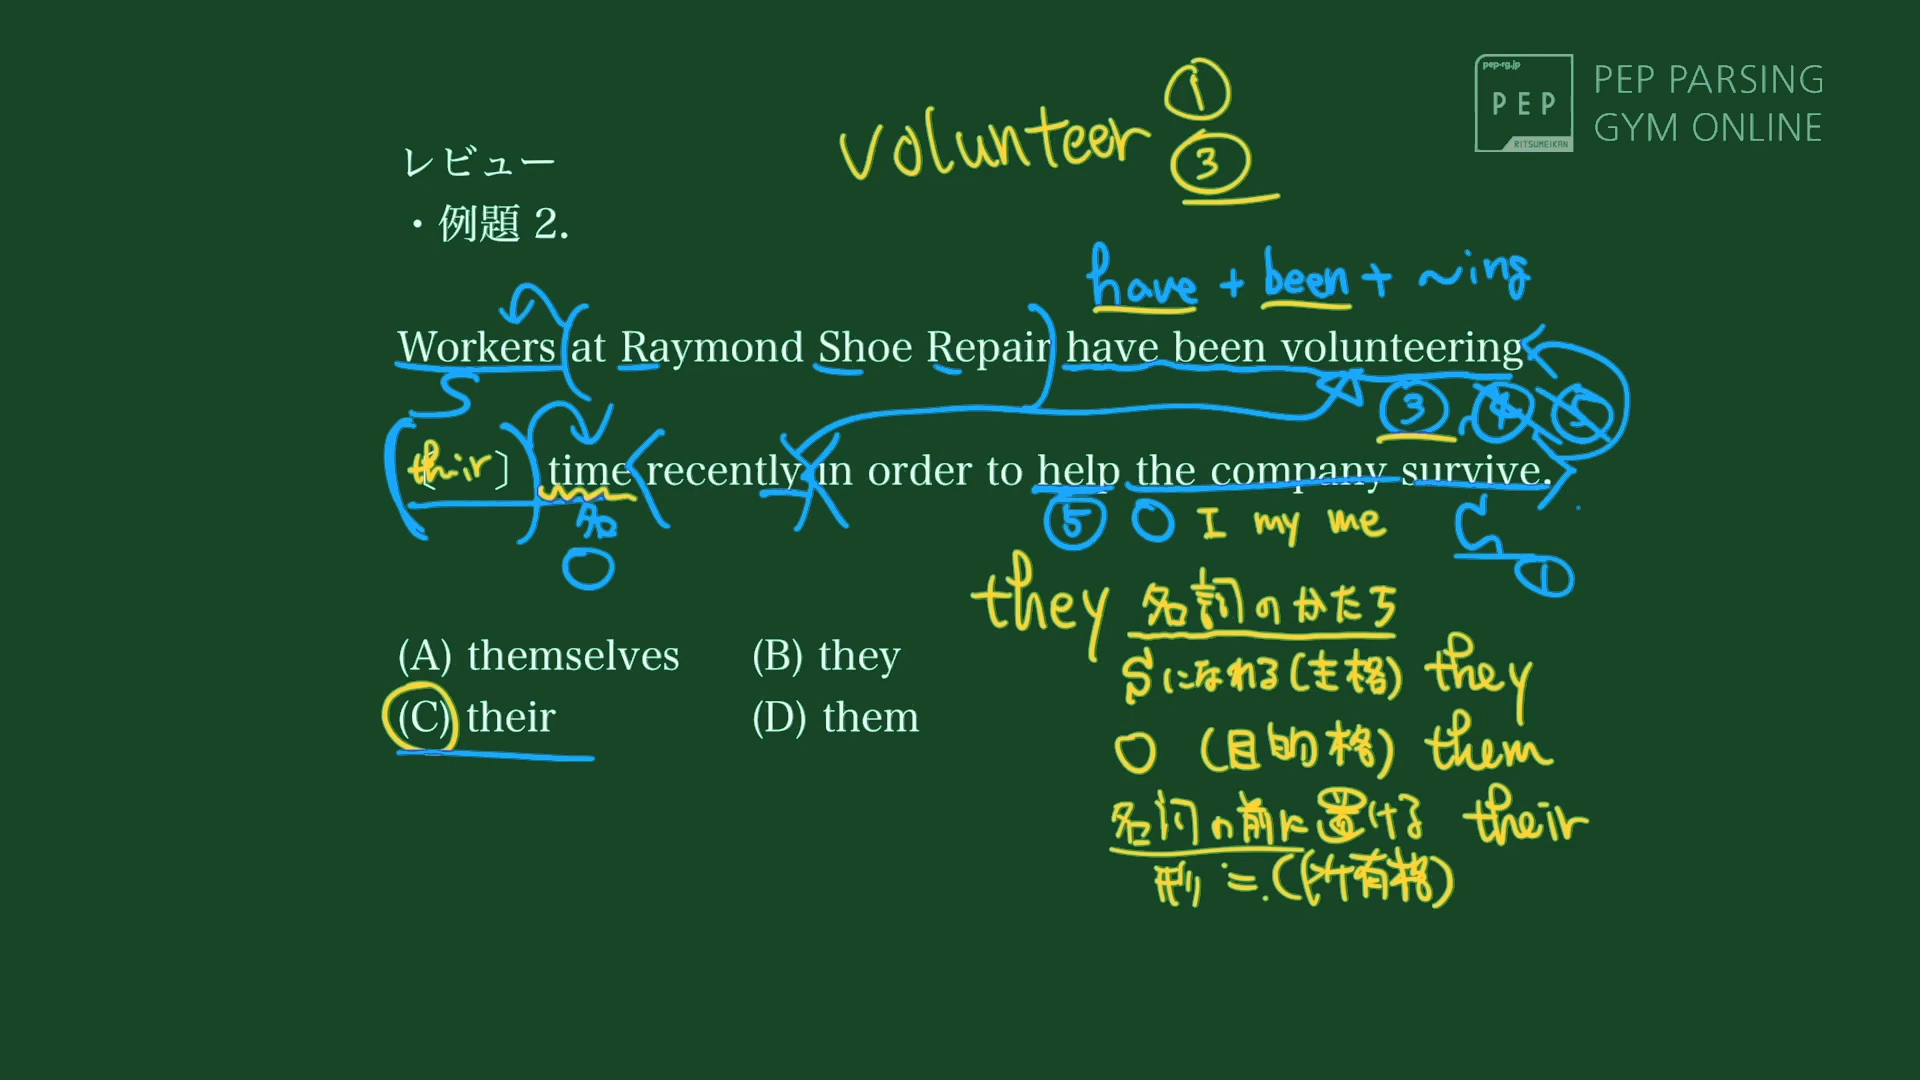 pep-rg.jp
PEP
RITSUMEIKAN
PEP PARSING
GYM ONLINE
volunteer ① ③
レビュー
・例題 2.
have + been + ~ing
Workers at Raymond Shoe Repair have been volunteering
S ③ ④ ⑤
〔their〕 time recently in order to help the company survive.
名 O ⑤ O I my me C ①
they 名詞のかたち
Sになれる(主格) they
O (目的格) them
名詞の前に置ける their
形 = (所有格)
(A) themselves (B) they
(C) their (D) them